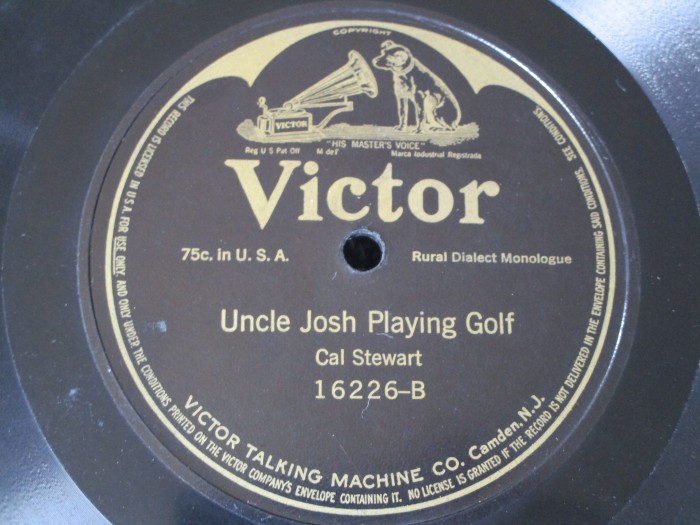 COPYRIGHT
VICTOR
"HIS MASTER'S VOICE"
Reg U S Pat Off M def Marca Industrial Registrada
Victor
75c. in U. S. A. Rural Dialect Monologue
Uncle Josh Playing Golf
Cal Stewart
16226–B
VICTOR TALKING MACHINE CO. Camden, N. J.
THIS RECORD IS LICENSED IN U.S.A. FOR USE ONLY, AND ONLY UNDER THE CONDITIONS PRINTED ON THE VICTOR COMPANY'S ENVELOPE CONTAINING IT. NO LICENSE IS GRANTED IF THE RECORD IS NOT DELIVERED IN THE ENVELOPE CONTAINING SAID CONDITIONS. SEE CONDITIONS.